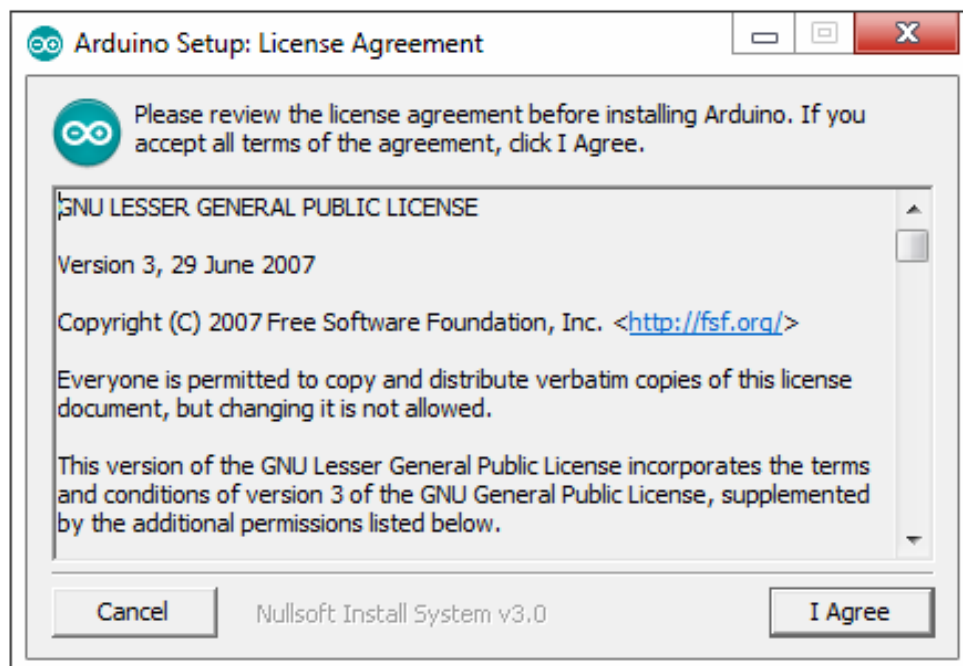 Arduino Setup: License Agreement
Please review the license agreement before installing Arduino. If you
accept all terms of the agreement, click I Agree.
GNU LESSER GENERAL PUBLIC LICENSE
Version 3, 29 June 2007
Copyright (C) 2007 Free Software Foundation, Inc. <http://fsf.org/>
Everyone is permitted to copy and distribute verbatim copies of this license
document, but changing it is not allowed.
This version of the GNU Lesser General Public License incorporates the terms
and conditions of version 3 of the GNU General Public License, supplemented
by the additional permissions listed below.
Cancel
Nullsoft Install System v3.0
I Agree